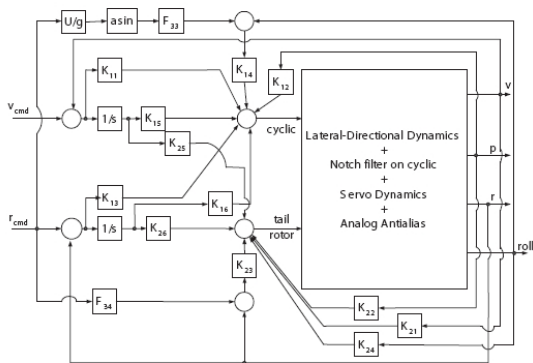 U/g
asin
F33
K11
K14
K12
v
vcmd
1/s
K15
cyclic
K25
Lateral-Directional Dynamics
+
Notch filter on cyclic
+
Servo Dynamics
+
Analog Antialias
p
r
K13
K16
rcmd
1/s
K26
tail
rotor
roll
K23
F34
K22
K21
K24